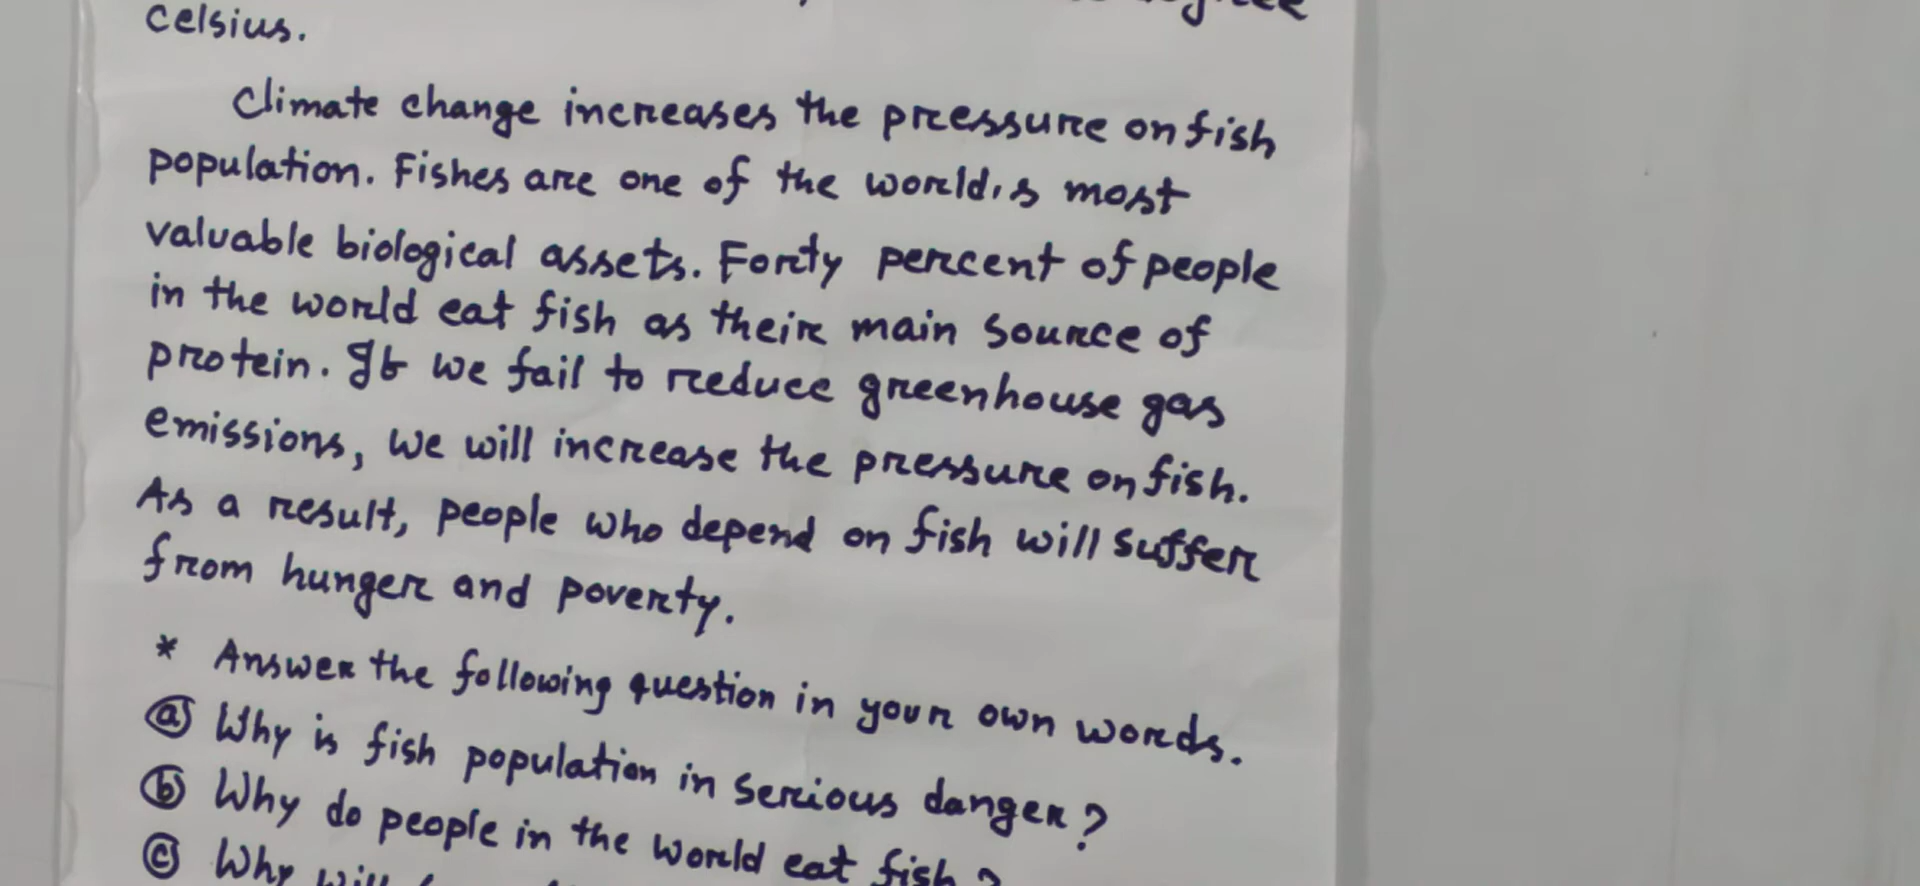 celsius.
Climate change increases the pressure on fish
population. Fishes are one of the world's most
valuable biological assets. Forty percent of people
in the world eat fish as their main source of
protein. If we fail to reduce greenhouse gas
emissions, we will increase the pressure on fish.
As a result, people who depend on fish will suffer
from hunger and poverty.
* Answer the following question in your own words.
(a) Why is fish population in serious danger?
(b) Why do people in the world eat fish?
(c) Why will